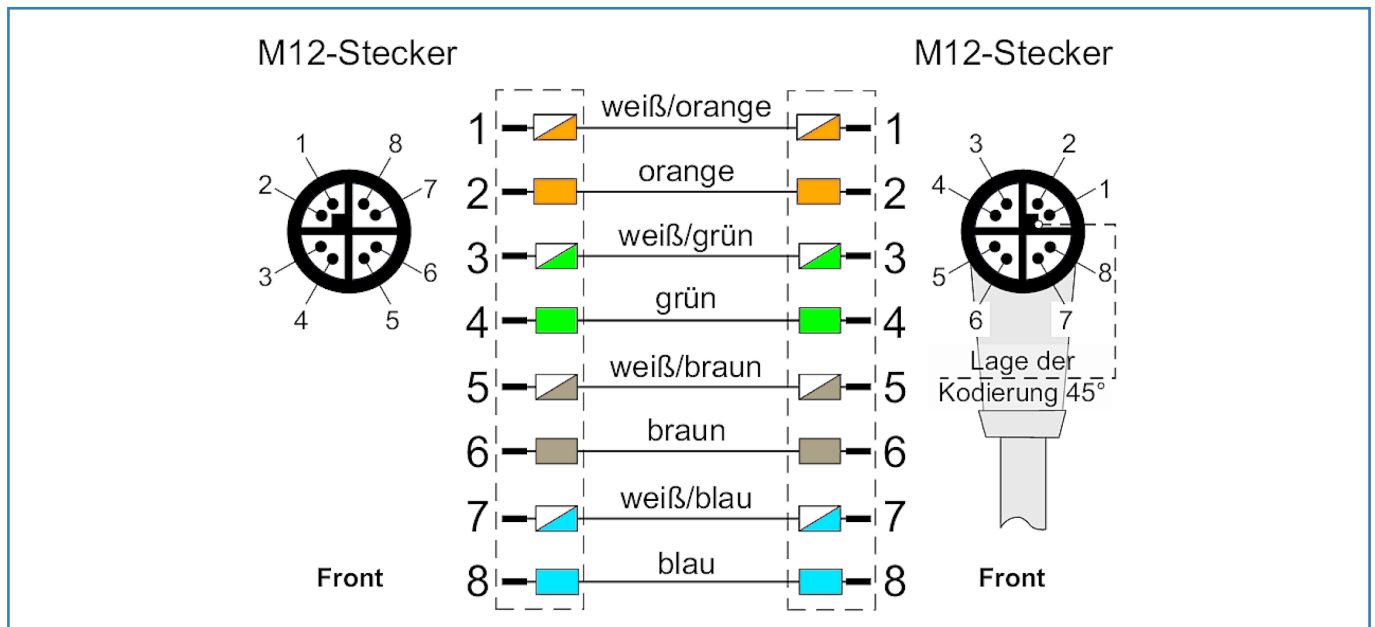 M12-Stecker
M12-Stecker
1 weiß/orange 1
2 orange 2
3 weiß/grün 3
4 grün 4
5 weiß/braun 5
6 braun 6
7 weiß/blau 7
8 blau 8
1 8
2 7
3 6
4 5
3 2
4 1
5 8
6 7
Lage der
Kodierung 45°
Front
Front